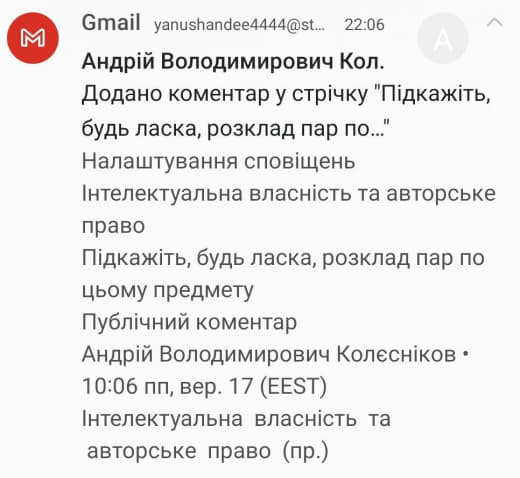 Gmail yanushandee4444@st... 22:06
A
Андрій Володимирович Кол.
Додано коментар у стрічку "Підкажіть,
будь ласка, розклад пар по..."
Налаштування сповіщень
Інтелектуальна власність та авторське
право
Підкажіть, будь ласка, розклад пар по
цьому предмету
Публічний коментар
Андрій Володимирович Колєсніков •
10:06 пп, вер. 17 (EEST)
Інтелектуальна власність та
авторське право (пр.)